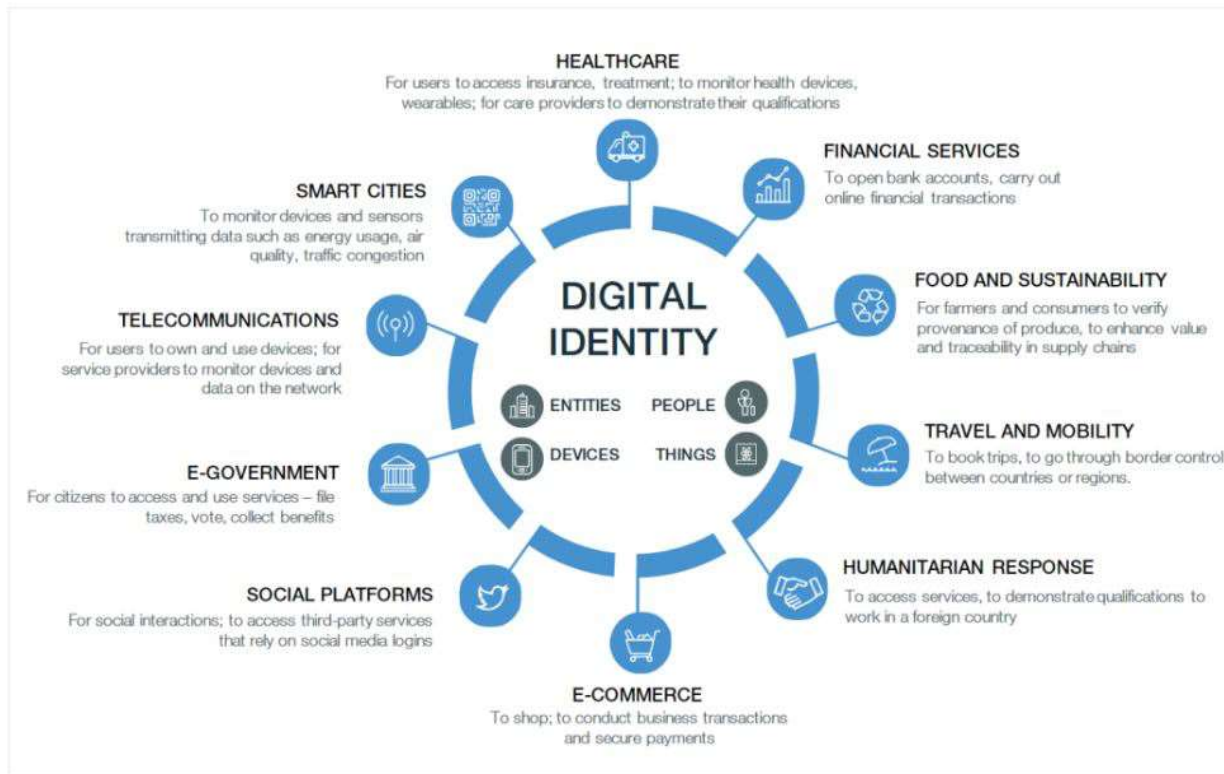 HEALTHCARE
For users to access insurance, treatment; to monitor health devices,
wearables; for care providers to demonstrate their qualifications
FINANCIAL SERVICES
To open bank accounts, carry out
online financial transactions
SMART CITIES
To monitor devices and sensors
transmitting data such as energy usage, air
quality, traffic congestion
FOOD AND SUSTAINABILITY
For farmers and consumers to verify
provenance of produce, to enhance value
and traceability in supply chains
DIGITAL
IDENTITY
ENTITIES
PEOPLE
DEVICES
THINGS
TELECOMMUNICATIONS
For users to own and use devices; for
service providers to monitor devices and
data on the network
TRAVEL AND MOBILITY
To book trips, to go through border control
between countries or regions.
E-GOVERNMENT
For citizens to access and use services – file
taxes, vote, collect benefits
HUMANITARIAN RESPONSE
To access services, to demonstrate qualifications to
work in a foreign country
SOCIAL PLATFORMS
For social interactions; to access third-party services
that rely on social media logins
E-COMMERCE
To shop; to conduct business transactions
and secure payments